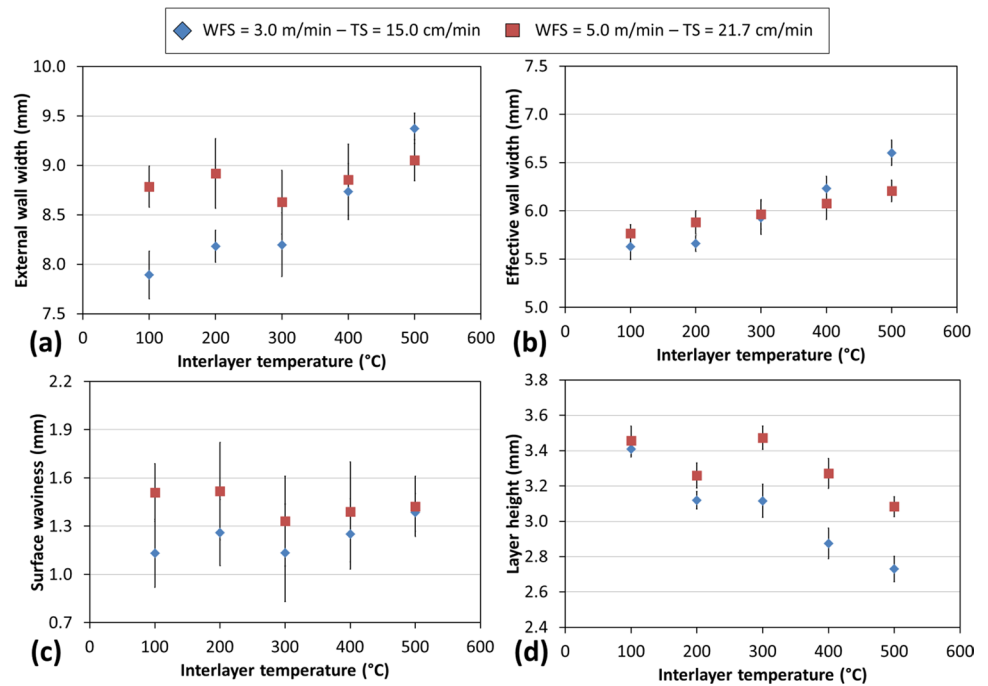 WFS = 3.0 m/min – TS = 15.0 cm/min WFS = 5.0 m/min – TS = 21.7 cm/min
External wall width (mm)
10.0
9.5
9.0
8.5
8.0
7.5
0 100 200 300 400 500 600
(a)
Interlayer temperature (°C)
Effective wall width (mm)
7.5
7.0
6.5
6.0
5.5
5.0
0 100 200 300 400 500 600
(b)
Interlayer temperature (°C)
Surface waviness (mm)
2.2
1.9
1.6
1.3
1.0
0.7
0 100 200 300 400 500 600
(c)
Interlayer temperature (°C)
Layer height (mm)
3.8
3.6
3.4
3.2
3.0
2.8
2.6
2.4
0 100 200 300 400 500 600
(d)
Interlayer temperature (°C)